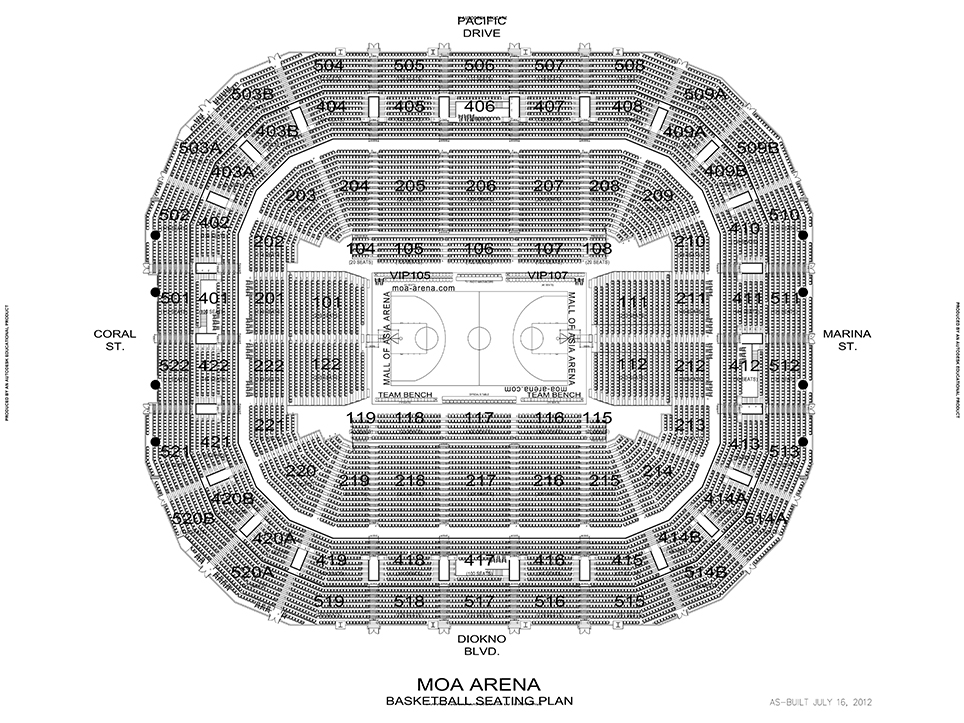 PACIFIC
DRIVE
504 505 506 507 508
503B 509A
404 405 406 407 408
403B 409A
503A 509B
403A 409B
203 204 205 206 207 208 209
502 402 510
202 410
210
104 105 106 107 108
(20 SEATS) (20 SEATS)
VIP105 VIP107
moa-arena.com
501 401 201 101 111 211 411 511
MALL OF ASIA ARENA
MALL OF ASIA ARENA
CORAL
ST.
MARINA
ST.
522 422 222 122 112 212 412 512
moa-arena.com
TEAM BENCH TEAM BENCH
119 118 117 116 115
221 213
521 421 413 513
220 219 218 217 216 215 214
420B 414A
520B 514A
420A 414B
419 418 417 416 415
520A 514B
519 518 517 516 515
DIOKNO
BLVD.
MOA ARENA
BASKETBALL SEATING PLAN
AS-BUILT JULY 16, 2012
PRODUCED BY AN AUTODESK EDUCATIONAL PRODUCT
PRODUCED BY AN AUTODESK EDUCATIONAL PRODUCT